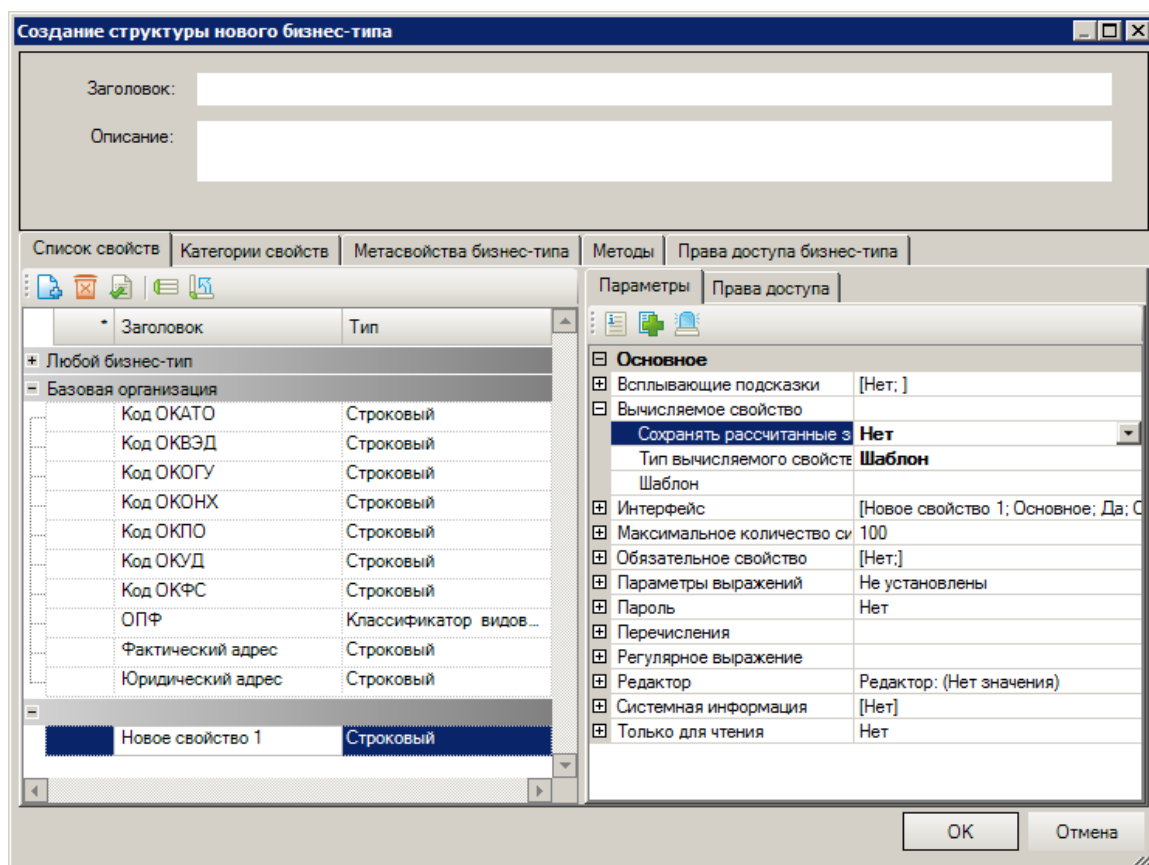 Создание структуры нового бизнес-типа
Заголовок:
Описание:
Список свойств Категории свойств Метасвойства бизнес-типа Методы Права доступа бизнес-типа
Параметры Права доступа
* Заголовок Тип
Любой бизнес-тип
Базовая организация
Код ОКАТО Строковый
Код ОКВЭД Строковый
Код ОКОГУ Строковый
Код ОКОНХ Строковый
Код ОКПО Строковый
Код ОКУД Строковый
Код ОКФС Строковый
ОПФ Классификатор видов...
Фактический адрес Строковый
Юридический адрес Строковый
Новое свойство 1 Строковый
Основное
Всплывающие подсказки [Нет; ]
Вычисляемое свойство
Сохранять рассчитанные з Нет
Тип вычисляемого свойств Шаблон
Шаблон
Интерфейс [Новое свойство 1; Основное; Да; С
Максимальное количество си 100
Обязательное свойство [Нет;]
Параметры выражений Не установлены
Пароль Нет
Перечисления
Регулярное выражение
Редактор Редактор: (Нет значения)
Системная информация [Нет]
Только для чтения Нет
OK Отмена